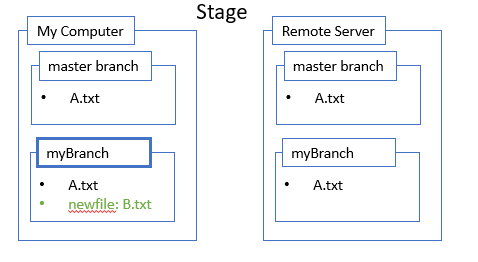 Stage
My Computer
master branch
• A.txt
myBranch
• A.txt
• newfile: B.txt
Remote Server
master branch
• A.txt
myBranch
• A.txt